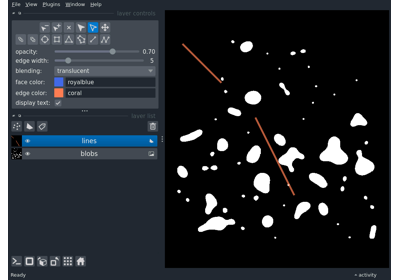 File View Plugins Window Help
layer controls
opacity: 0.70
edge width: 5
blending: translucent
face color: royalblue
edge color: coral
display text:
layer list
lines
blobs
Ready
activity